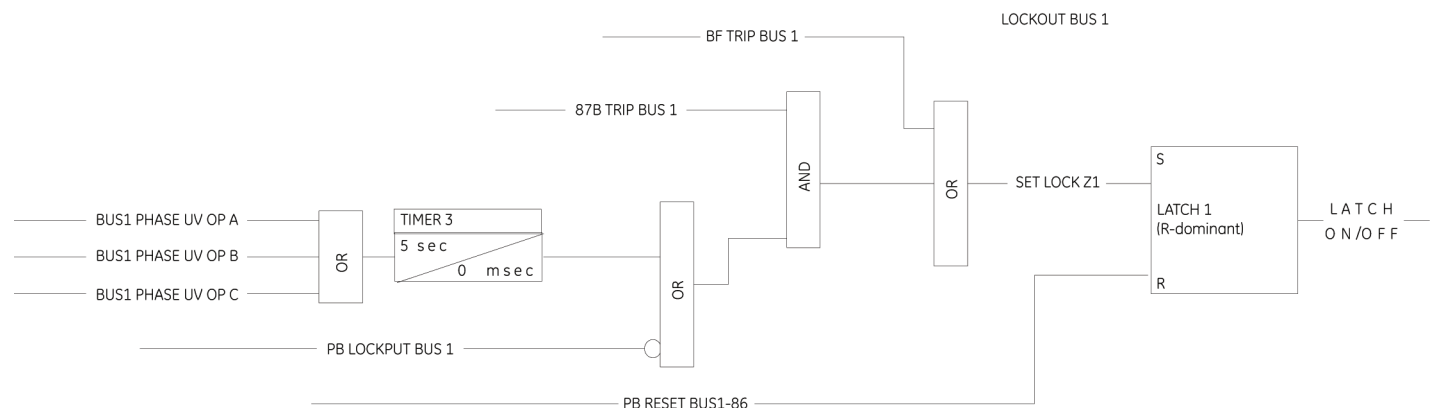 LOCKOUT BUS 1
BF TRIP BUS 1
87B TRIP BUS 1
AND
OR
SET LOCK Z1
S
LATCH 1
(R-dominant)
R
LATCH
ON/OFF
BUS1 PHASE UV OP A
BUS1 PHASE UV OP B
BUS1 PHASE UV OP C
OR
TIMER 3
5 sec
0 msec
OR
PB LOCKPUT BUS 1
PB RESET BUS1-86